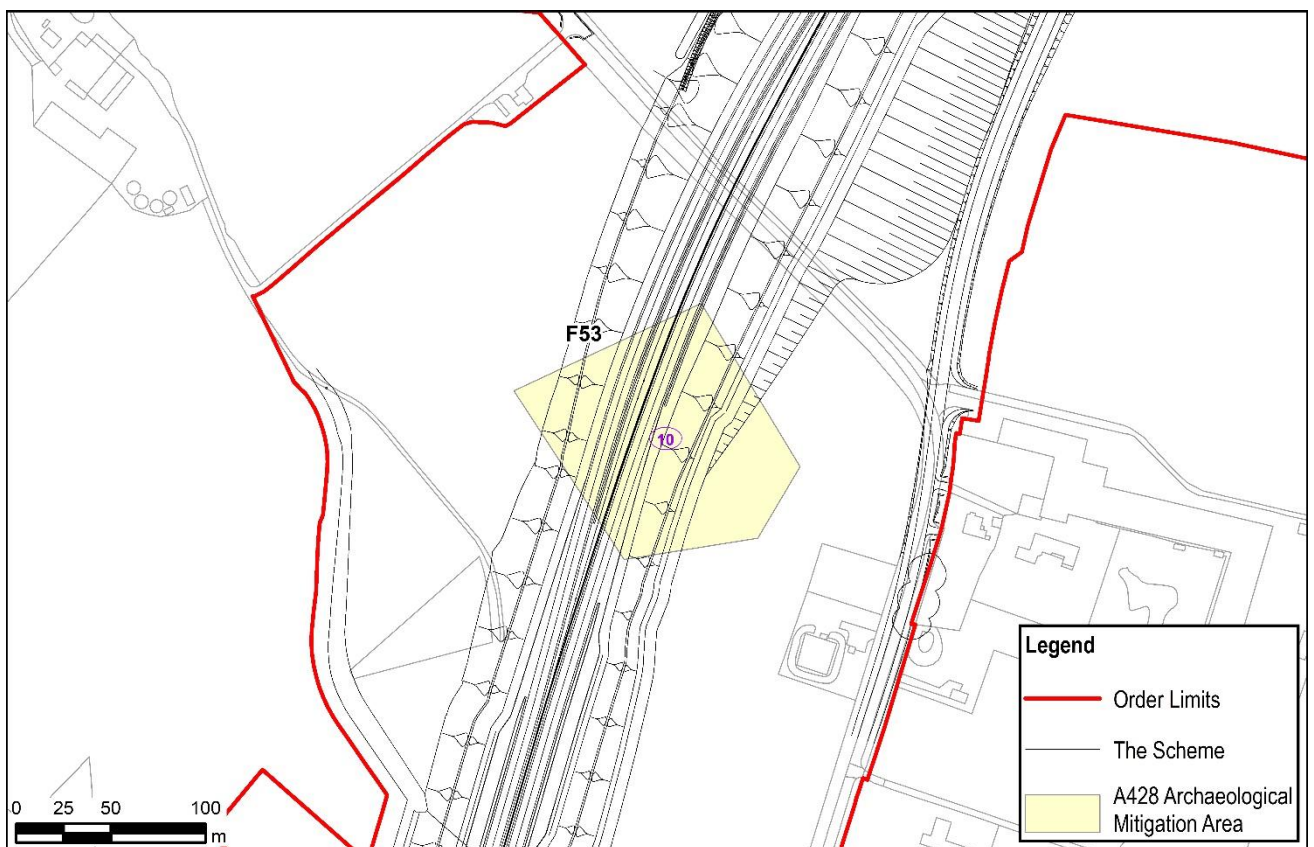 F53
10
Legend
Order Limits
The Scheme
A428 Archaeological
Mitigation Area
0 25 50 100
m